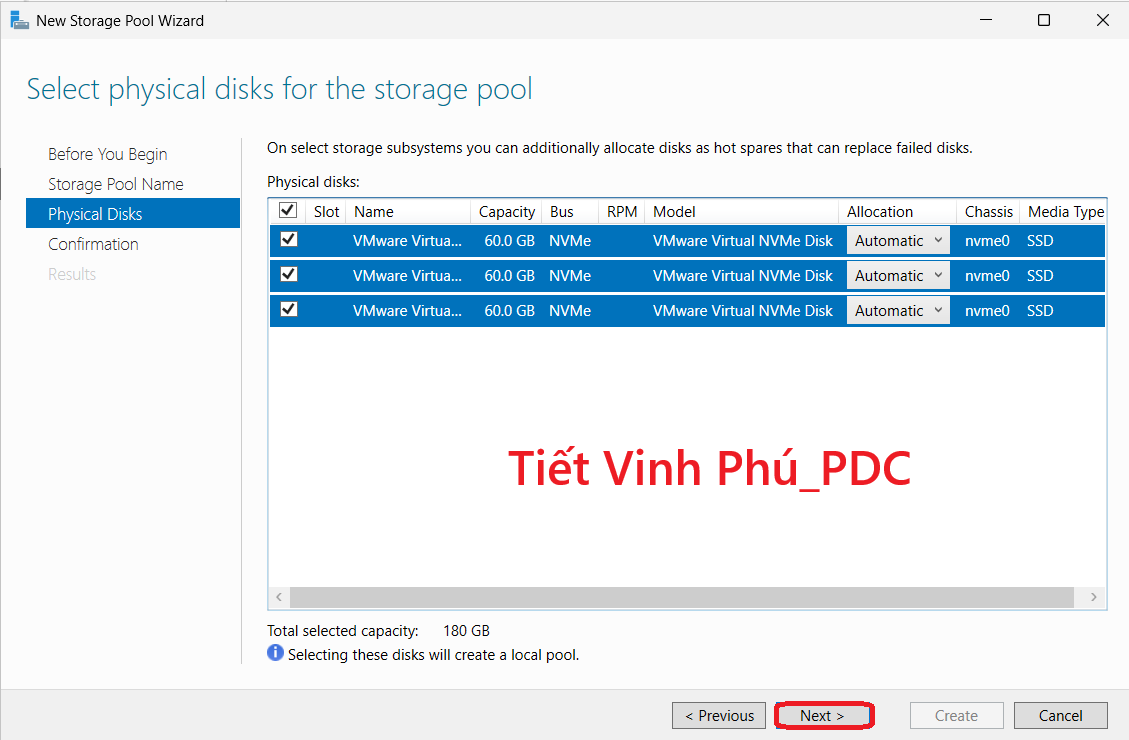 New Storage Pool Wizard
Select physical disks for the storage pool
Before You Begin
Storage Pool Name
Physical Disks
Confirmation
Results
On select storage subsystems you can additionally allocate disks as hot spares that can replace failed disks.
Physical disks:
Slot Name Capacity Bus RPM Model Allocation Chassis Media Type
VMware Virtua... 60.0 GB NVMe VMware Virtual NVMe Disk Automatic nvme0 SSD
VMware Virtua... 60.0 GB NVMe VMware Virtual NVMe Disk Automatic nvme0 SSD
VMware Virtua... 60.0 GB NVMe VMware Virtual NVMe Disk Automatic nvme0 SSD
Tiết Vinh Phú_PDC
Total selected capacity: 180 GB
Selecting these disks will create a local pool.
< Previous Next > Create Cancel